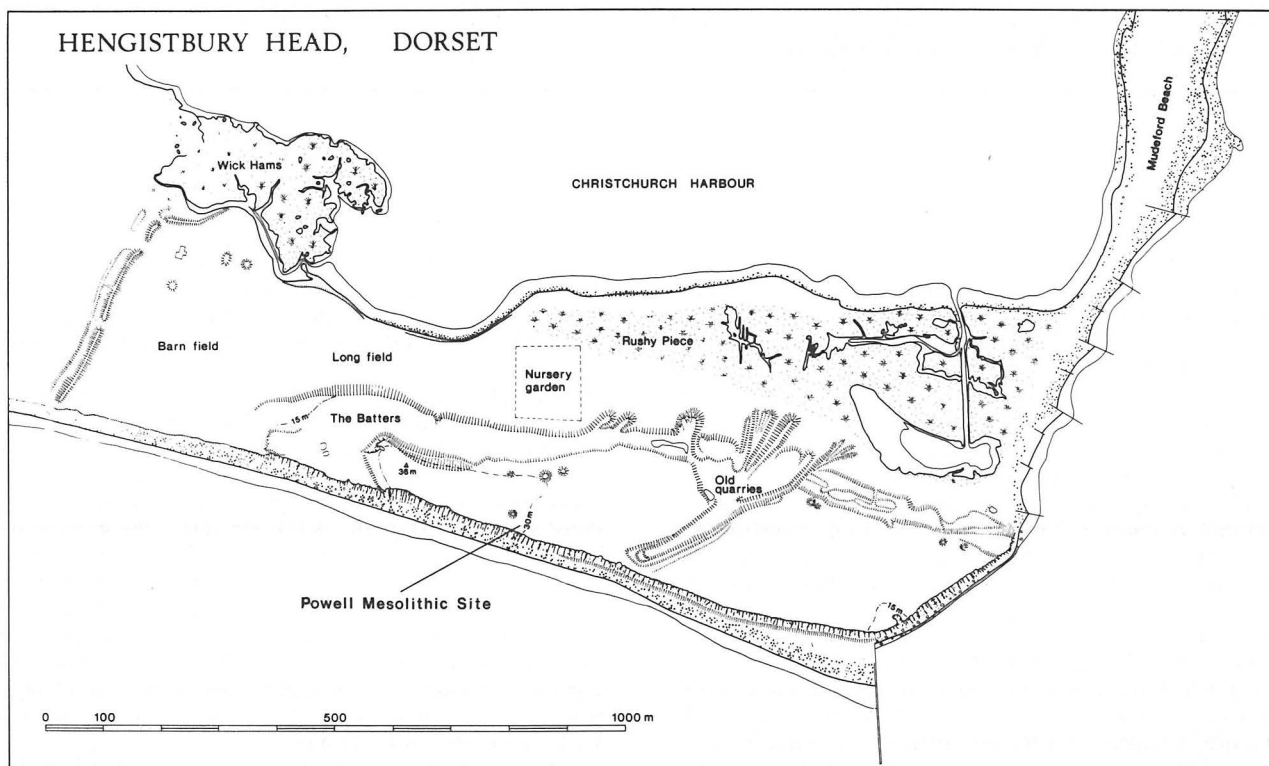 HENGISTBURY HEAD, DORSET
Mudeford Beach
Wick Hams
CHRISTCHURCH HARBOUR
Barn field
Long field
Rushy Piece
Nursery
garden
15m
The Batters
36m
Old
quarries
30m
Powell Mesolithic Site
15m
0 100 500 1000 m